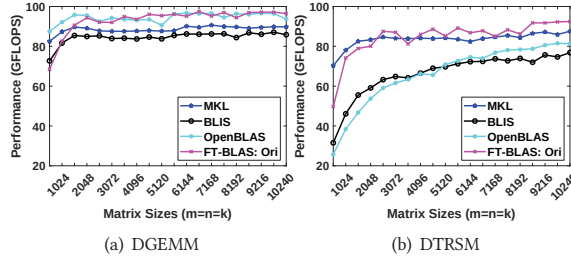 Performance (GFLOPS)
100
80
60
40
20
MKL
BLIS
OpenBLAS
FT-BLAS: Ori
1024
2048
3072
4096
5120
6144
7168
8192
9216
10240
Matrix Sizes (m=n=k)
(a) DGEMM
Performance (GFLOPS)
100
80
60
40
20
MKL
BLIS
OpenBLAS
FT-BLAS: Ori
1024
2048
3072
4096
5120
6144
7168
8192
9216
10240
Matrix Sizes (m=n=k)
(b) DTRSM